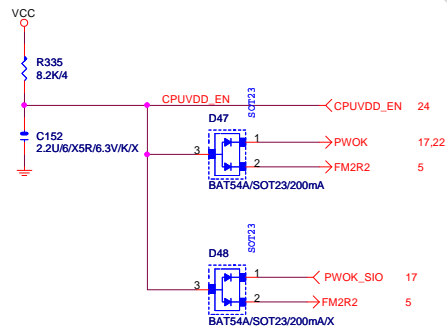 VCC
R335
8.2K/4
CPUVDD_EN
SOT23
CPUVDD_EN 24
C152
2.2U/6/X5R/6.3V/K/X
D47
1 PWOK 17,22
3
2 FM2R2 5
BAT54A/SOT23/200mA
SOT23
D48
1 PWOK_SIO 17
3
2 FM2R2 5
BAT54A/SOT23/200mA/X